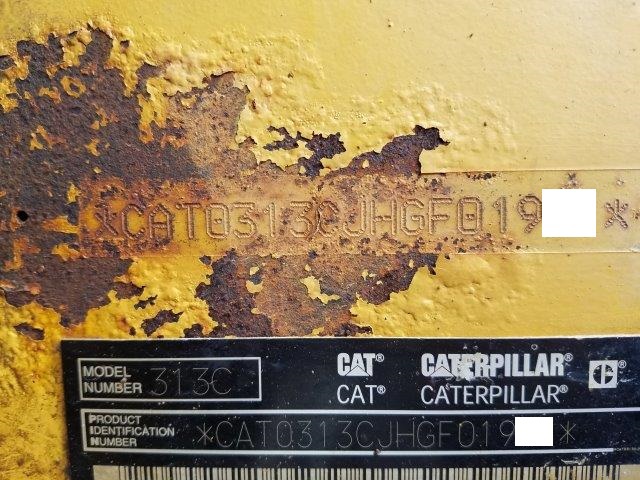 *CAT0313CJHGF019 *
MODEL NUMBER 313C
CAT® CATERPILLAR®
CAT® CATERPILLAR®
PRODUCT IDENTIFICATION NUMBER *CAT0313CJHGF019 *